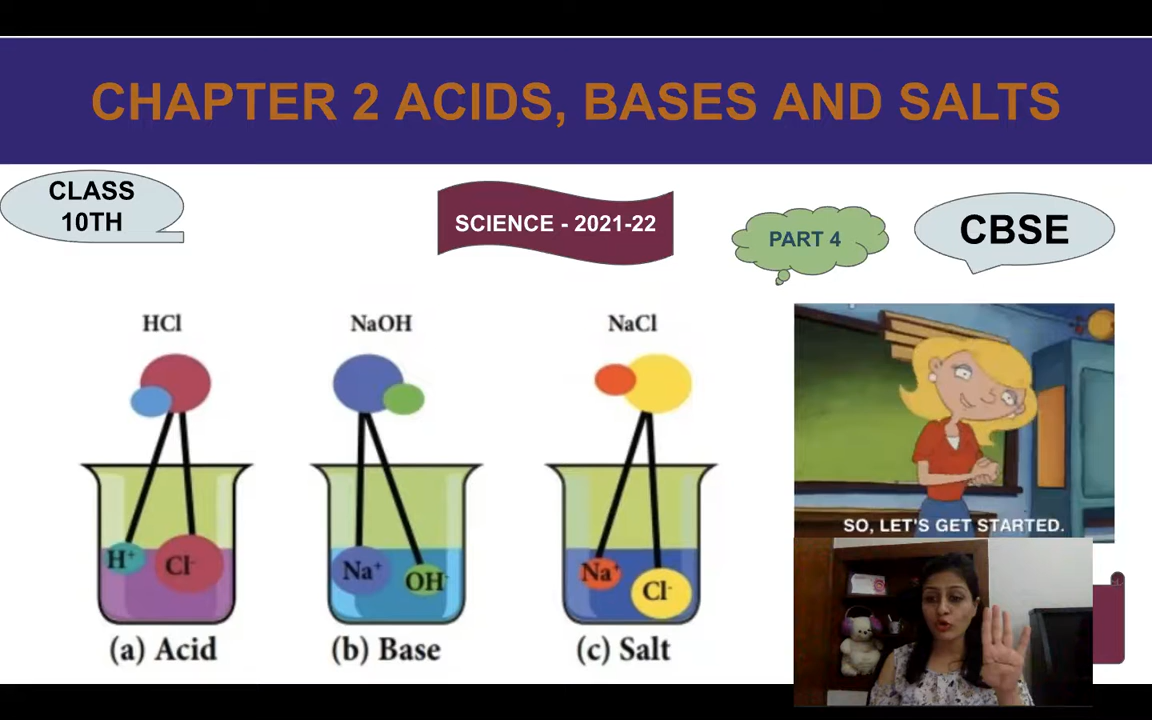 CHAPTER 2 ACIDS, BASES AND SALTS
CLASS
10TH
SCIENCE - 2021-22
PART 4
CBSE
HCl
NaOH
NaCl
SO, LET'S GET STARTED.
H⁺
Cl⁻
Na⁺
OH⁻
Na⁺
Cl⁻
(a) Acid
(b) Base
(c) Salt